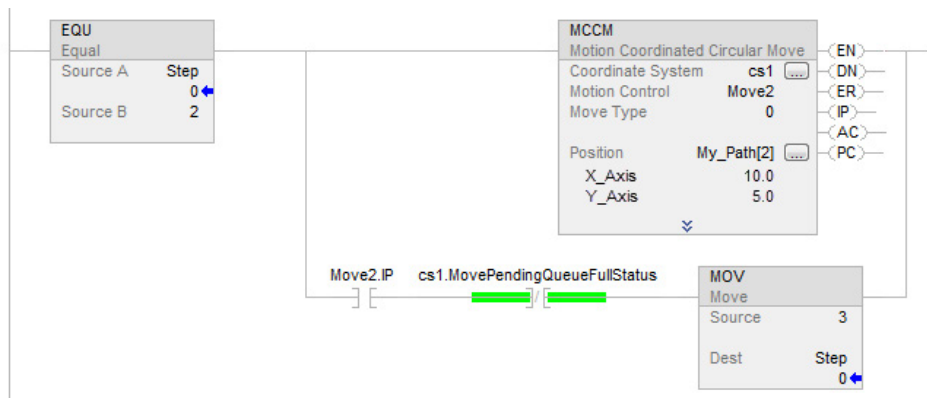 EQU
Equal
Source A Step
0
Source B 2
MCCM
Motion Coordinated Circular Move
Coordinate System cs1 ...
Motion Control Move2
Move Type 0
Position My_Path[2] ...
X_Axis 10.0
Y_Axis 5.0
EN
DN
ER
IP
AC
PC
Move2.IP cs1.MovePendingQueueFullStatus
MOV
Move
Source 3
Dest Step
0